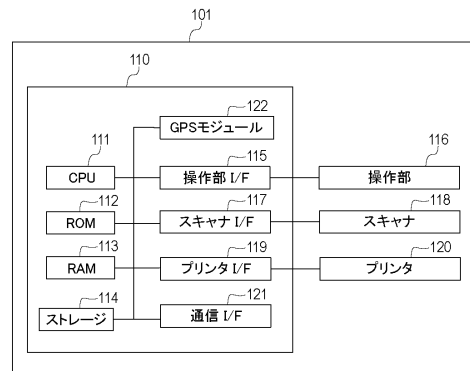 101
110
122
GPSモジュール
111
115
116
CPU
操作部 I/F
操作部
112
117
118
ROM
スキャナ I/F
スキャナ
113
119
120
RAM
プリンタ I/F
プリンタ
114
121
ストレージ
通信 I/F